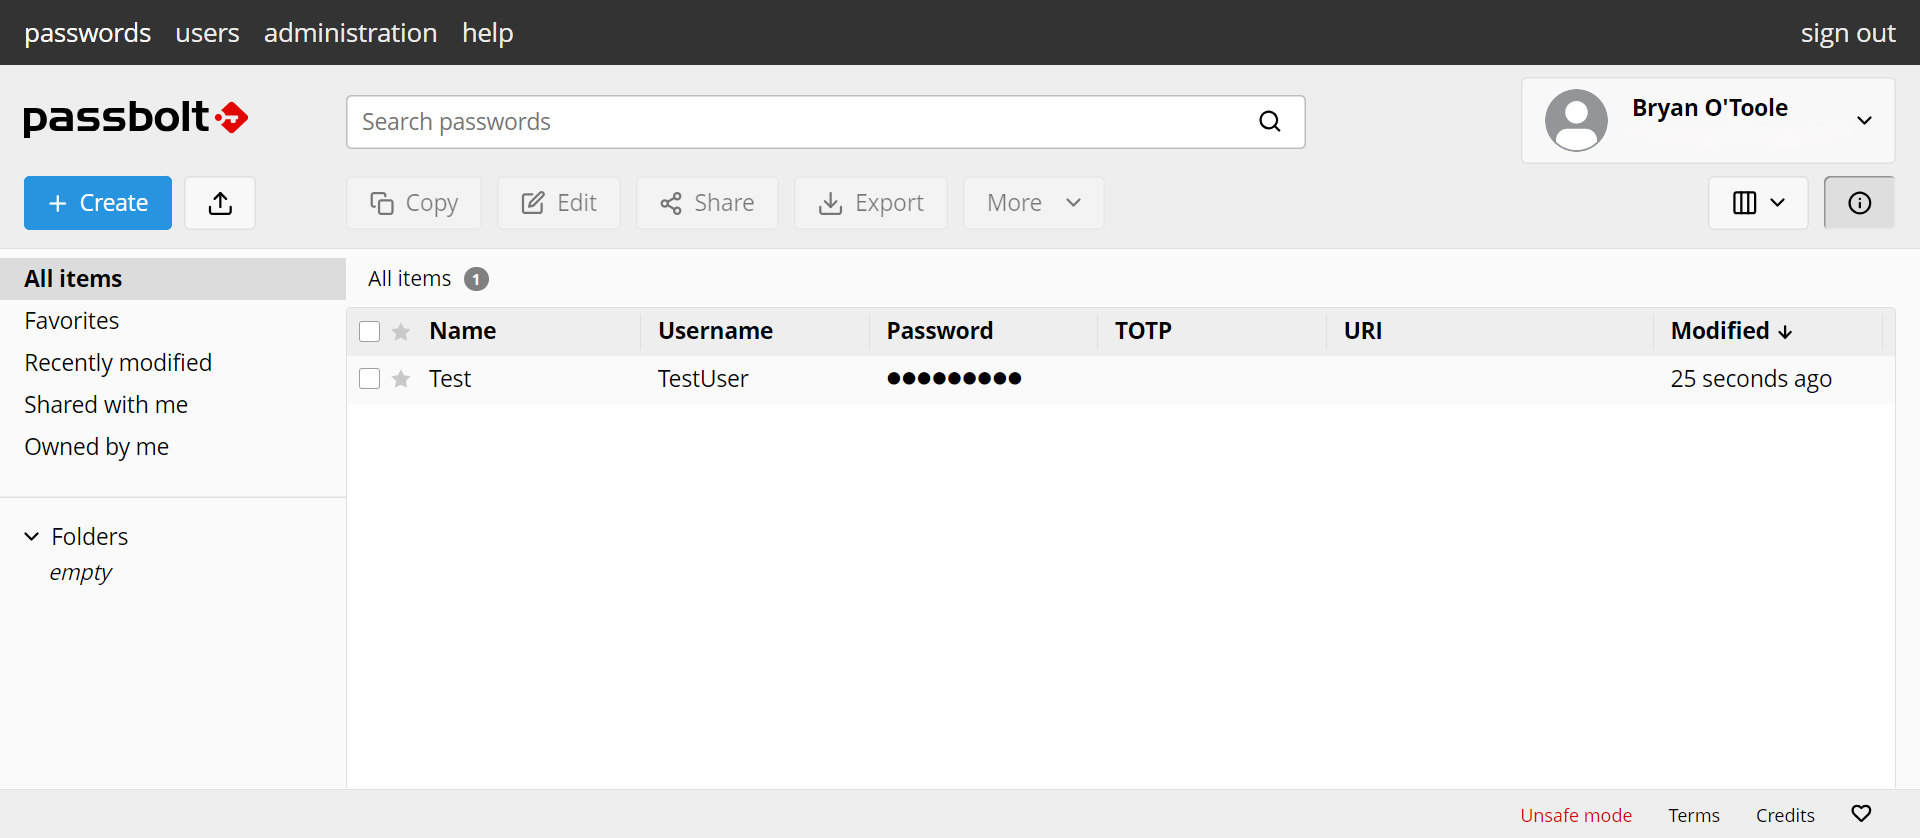 passwords users administration help sign out
passbolt
Search passwords
Bryan O'Toole
Create
Copy Edit Share Export More
All items
Favorites
Recently modified
Shared with me
Owned by me
Folders
empty
All items 1
Name Username Password TOTP URI Modified
Test TestUser ●●●●●●●●● 25 seconds ago
Unsafe mode Terms Credits